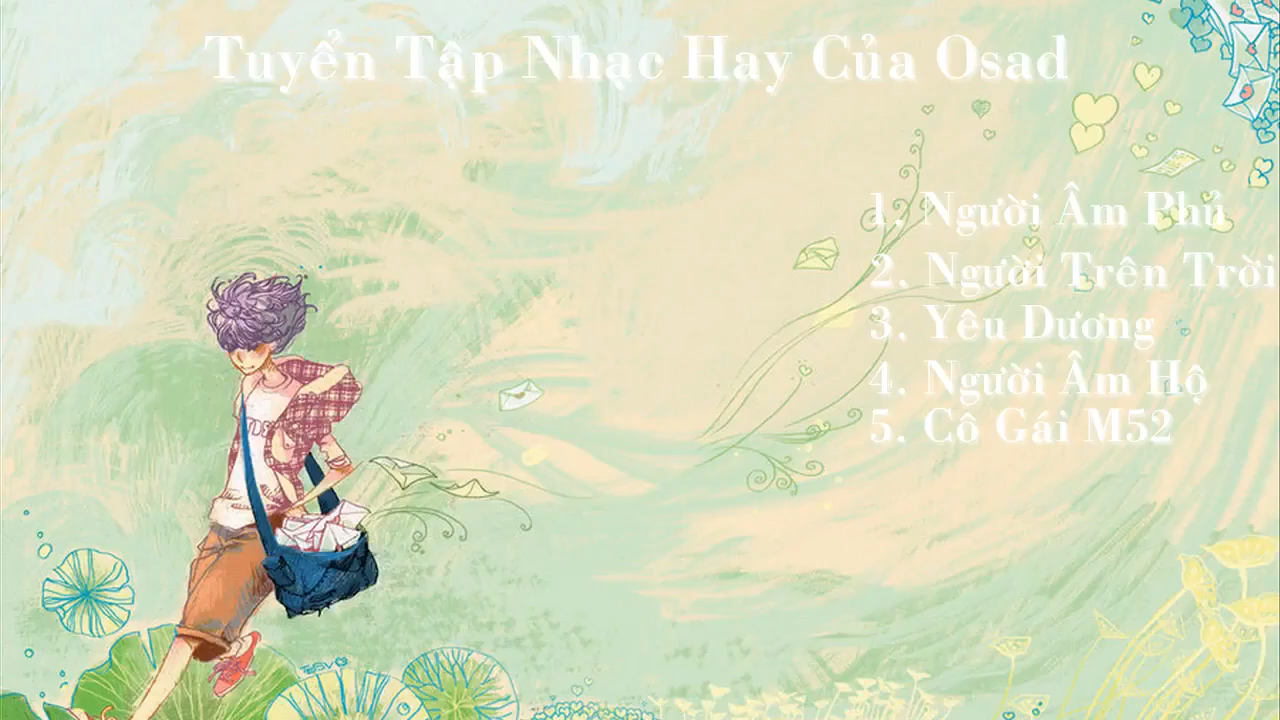 Tuyển Tập Nhạc Hay Của Osad
1. Người Âm Phủ
2. Người Trên Trời
3. Yêu Dương
4. Người Âm Hộ
5. Cô Gái M52